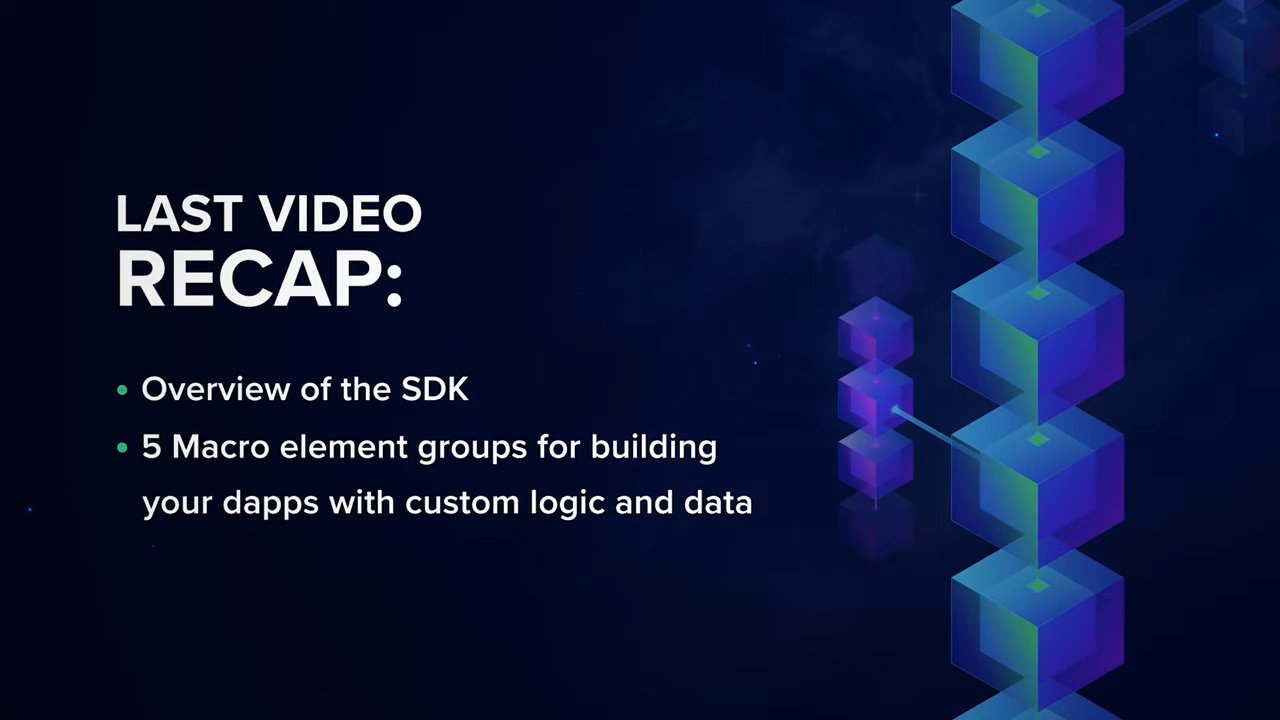 LAST VIDEO
RECAP:
• Overview of the SDK
• 5 Macro element groups for building
your dapps with custom logic and data